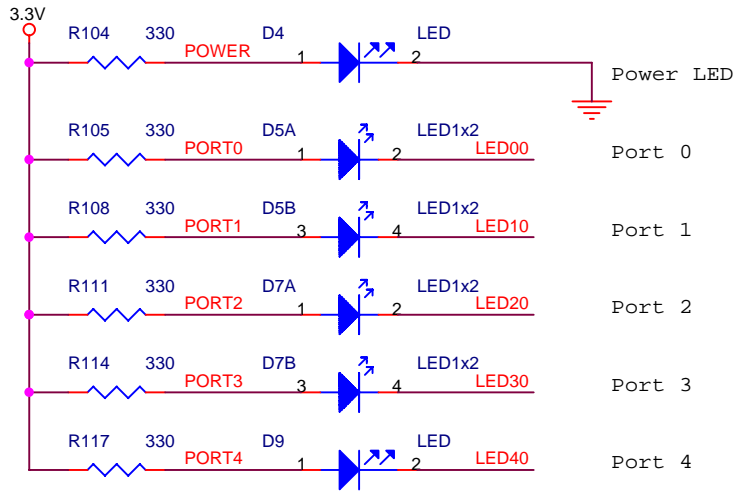 3.3V
R104 330 D4 LED
POWER 1 2
Power LED
R105 330 D5A LED1x2
PORT0 1 2 LED00 Port 0
R108 330 D5B LED1x2
PORT1 3 4 LED10 Port 1
R111 330 D7A LED1x2
PORT2 1 2 LED20 Port 2
R114 330 D7B LED1x2
PORT3 3 4 LED30 Port 3
R117 330 D9 LED
PORT4 1 2 LED40 Port 4